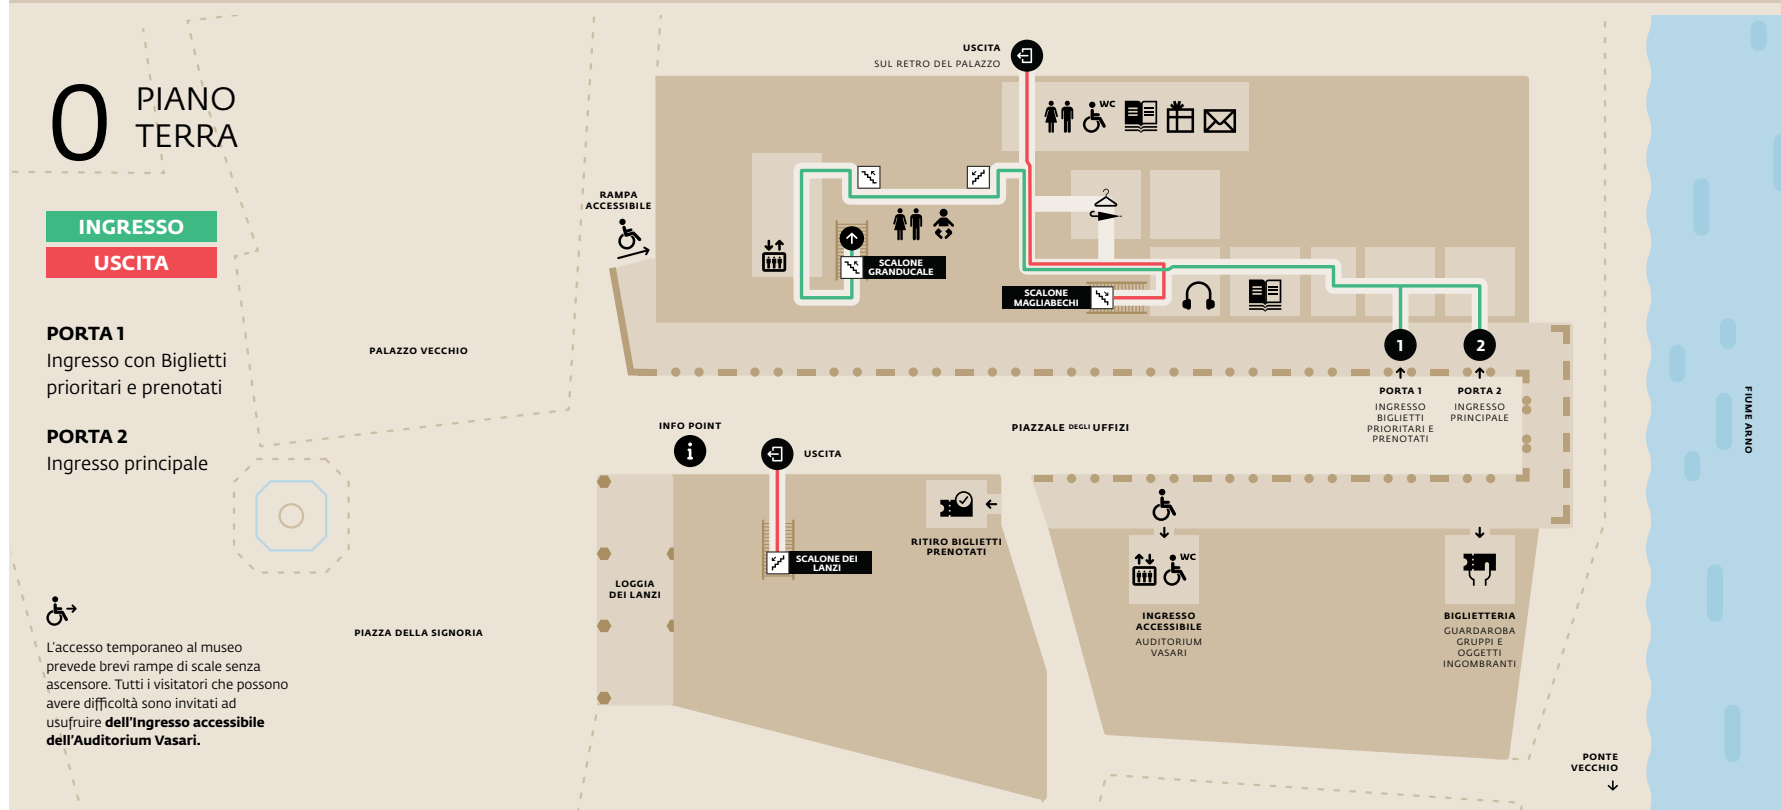 0
PIANO
TERRA
INGRESSO
USCITA
PORTA 1
Ingresso con Biglietti
prioritari e prenotati
PORTA 2
Ingresso principale
L'accesso temporaneo al museo
prevede brevi rampe di scale senza
ascensore. Tutti i visitatori che possono
avere difficoltà sono invitati ad
usufruire dell'Ingresso accessibile
dell'Auditorium Vasari.
USCITA
SUL RETRO DEL PALAZZO
WC
RAMPA
ACCESSIBILE
SCALONE
GRANDUCALE
SCALONE
MAGLIABECHI
1
2
PALAZZO VECCHIO
PORTA 1
INGRESSO
BIGLIETTI
PRIORITARI E
PRENOTATI
PORTA 2
INGRESSO
PRINCIPALE
INFO POINT
i
USCITA
PIAZZALE DEGLI UFFIZI
FIUME ARNO
RITIRO BIGLIETTI
PRENOTATI
SCALONE DEI
LANZI
LOGGIA
DEI LANZI
PIAZZA DELLA SIGNORIA
WC
INGRESSO
ACCESSIBILE
AUDITORIUM
VASARI
BIGLIETTERIA
GUARDAROBA
GRUPPI E
OGGETTI
INGOMBRANTI
PONTE
VECCHIO